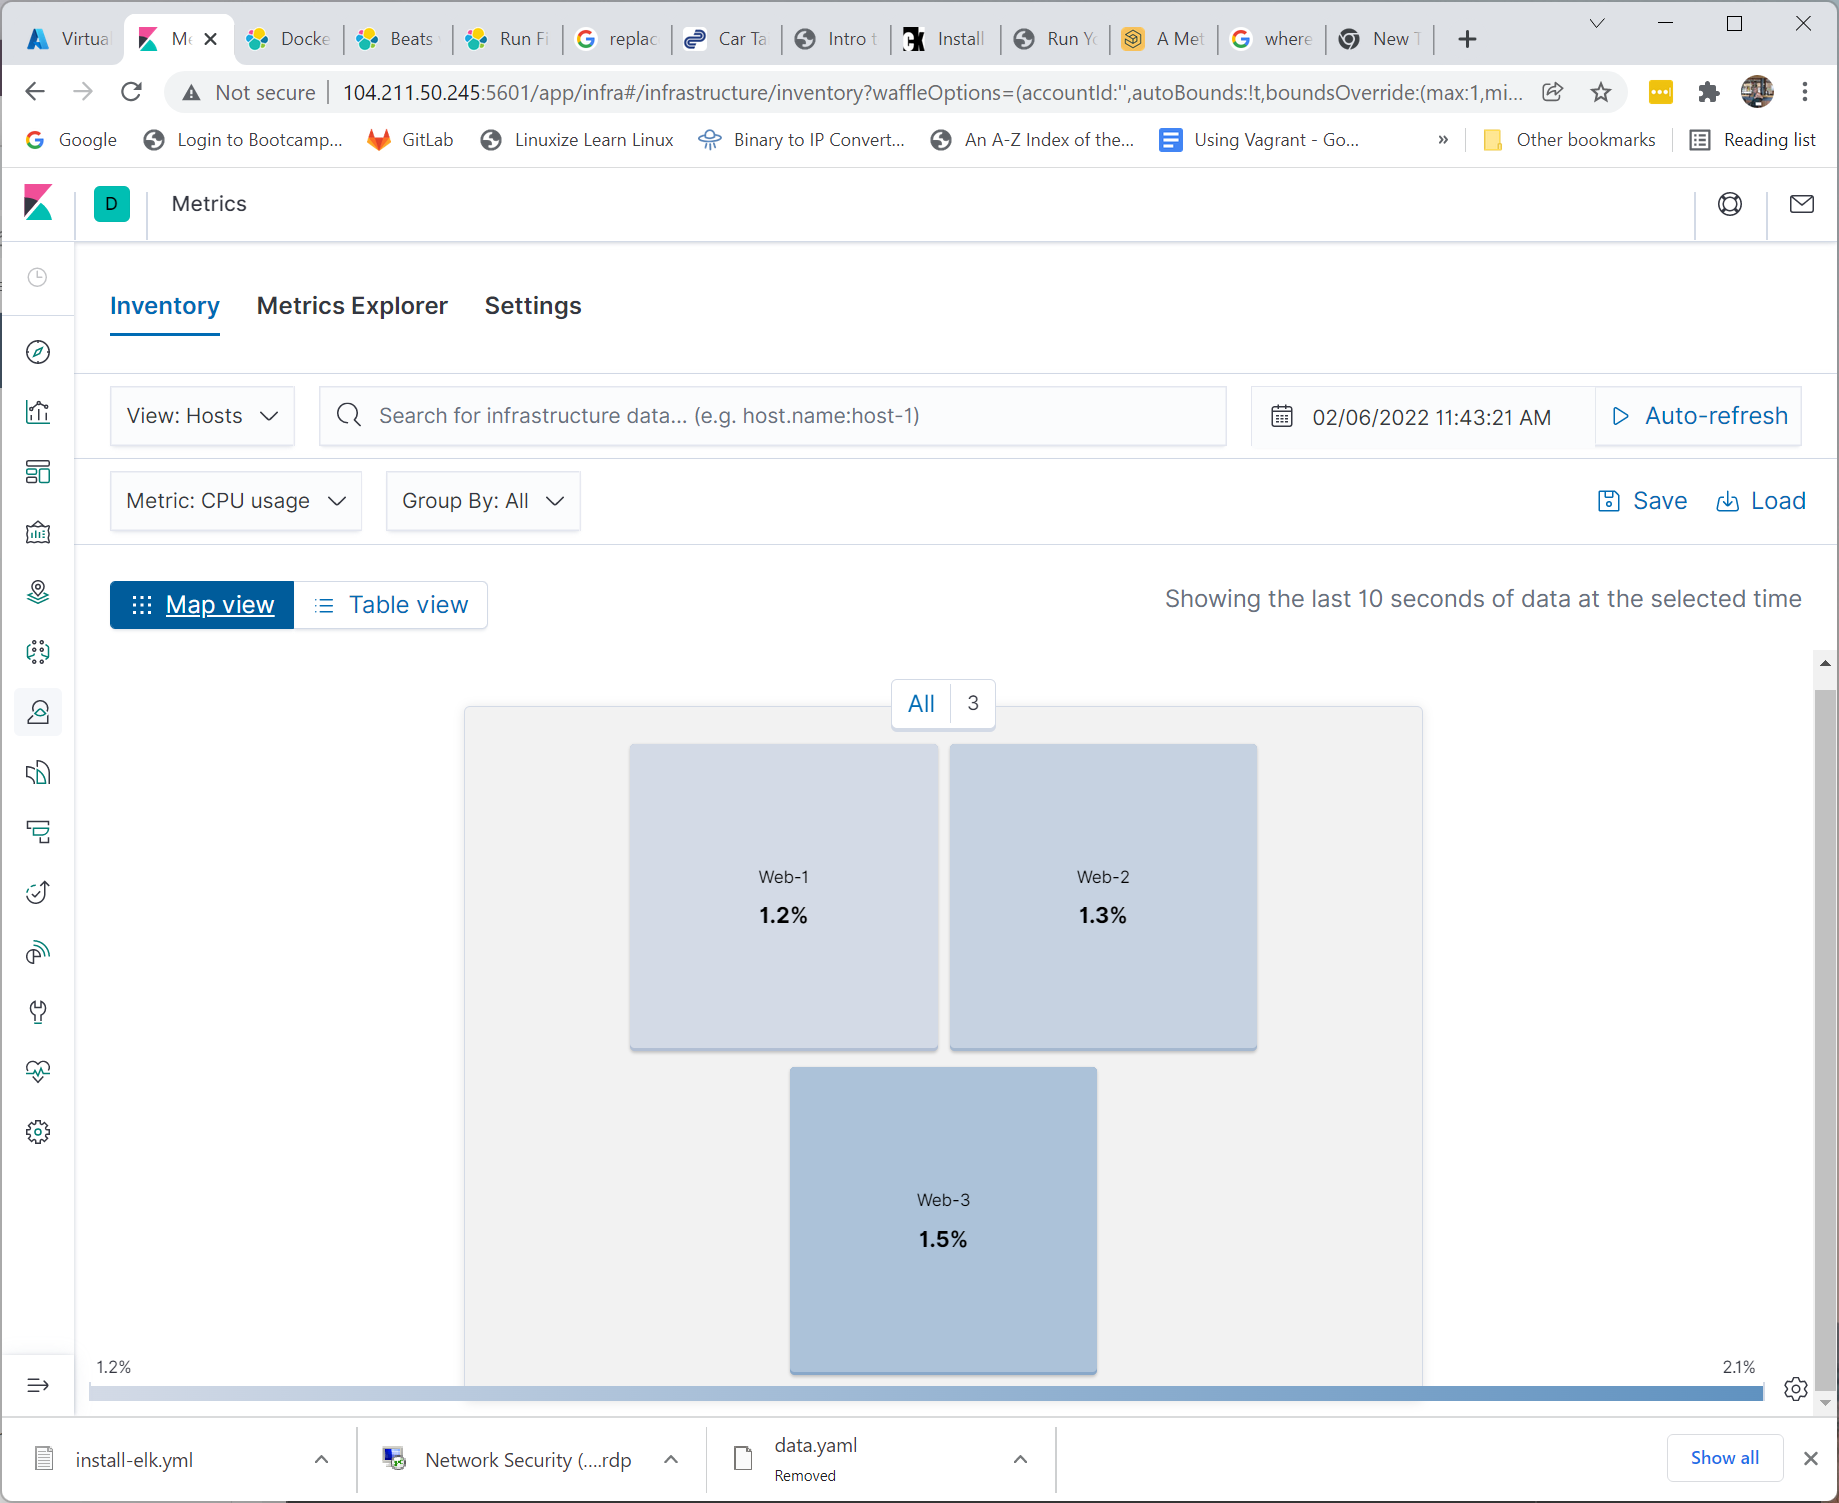 Virtua
M
Docke
Beats
Run Fi
replac
Car Ta
Intro t
Install
Run Yo
A Met
where
New T
Not secure
104.211.50.245:5601/app/infra#/infrastructure/inventory?waffleOptions=(accountId:'',autoBounds:!t,boundsOverride:(max:1,mi...
Google
Login to Bootcamp...
GitLab
Linuxize Learn Linux
Binary to IP Convert...
An A-Z Index of the...
Using Vagrant - Go...
»
Other bookmarks
Reading list
D
Metrics
Inventory
Metrics Explorer
Settings
View: Hosts
Search for infrastructure data... (e.g. host.name:host-1)
02/06/2022 11:43:21 AM
Auto-refresh
Metric: CPU usage
Group By: All
Save
Load
Map view
Table view
Showing the last 10 seconds of data at the selected time
All 3
Web-1
1.2%
Web-2
1.3%
Web-3
1.5%
1.2%
2.1%
install-elk.yml
Network Security (....rdp
data.yaml
Removed
Show all